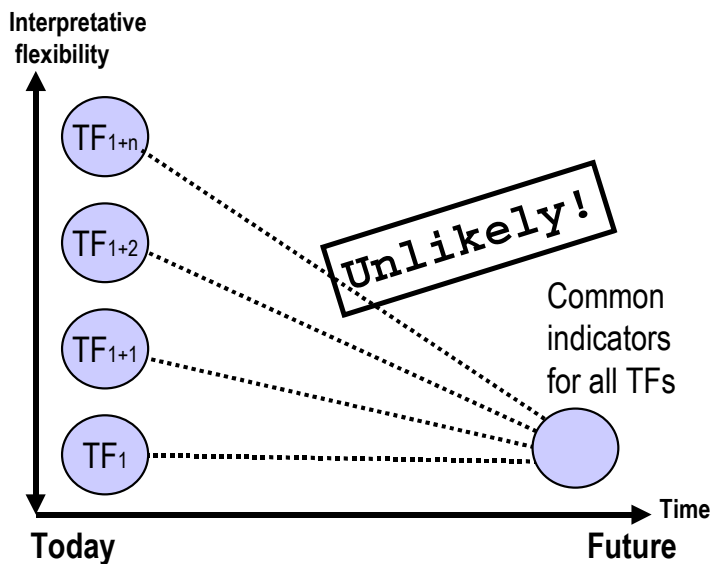 Interpretative
flexibility
TF1+n
Unlikely!
TF1+2
Common
indicators
for all TFs
TF1+1
TF1
Time
Today
Future